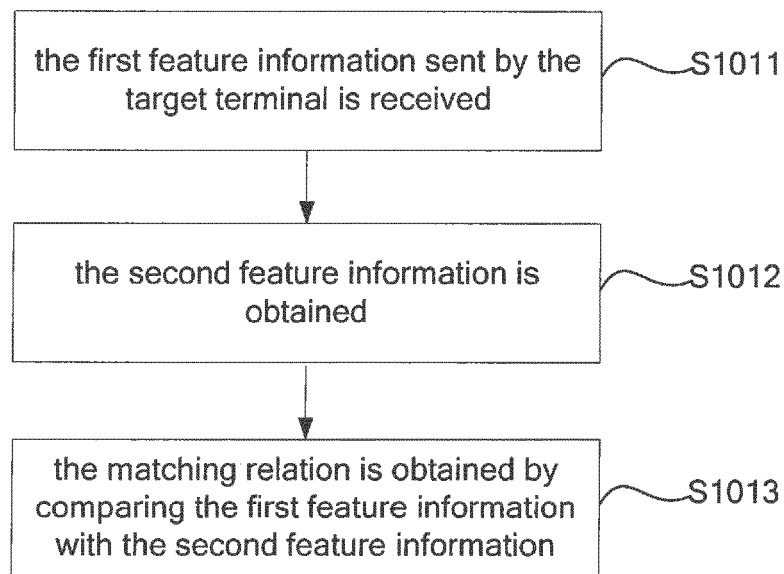 the first feature information sent by the
target terminal is received
S1011
the second feature information is
obtained
S1012
the matching relation is obtained by
comparing the first feature information
with the second feature information
S1013